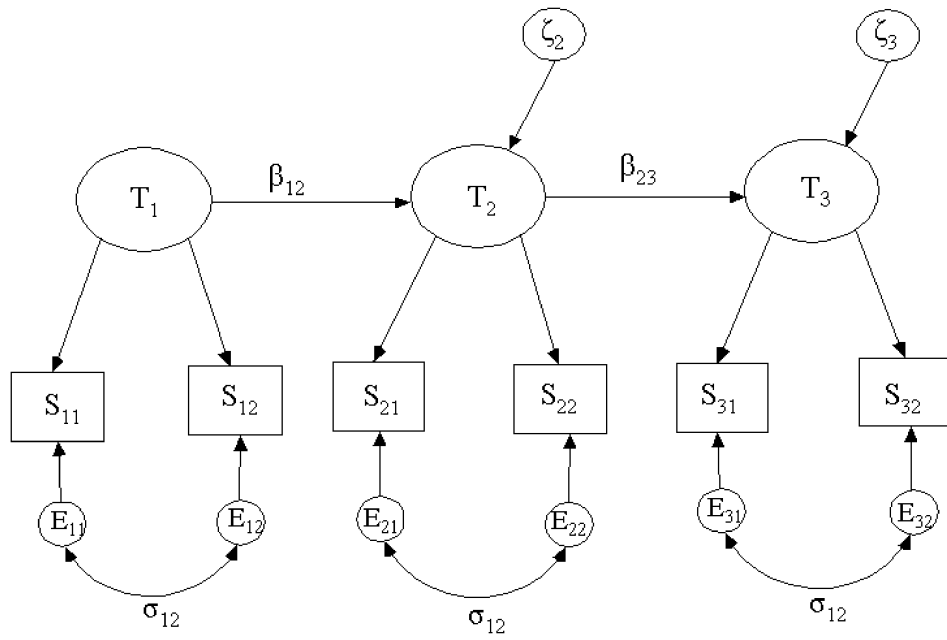 ζ₂ ζ₃
T₁ β₁₂ T₂ β₂₃ T₃
S₁₁ S₁₂ S₂₁ S₂₂ S₃₁ S₃₂
E₁₁ E₁₂ E₂₁ E₂₂ E₃₁ E₃₂
σ₁₂ σ₁₂ σ₁₂